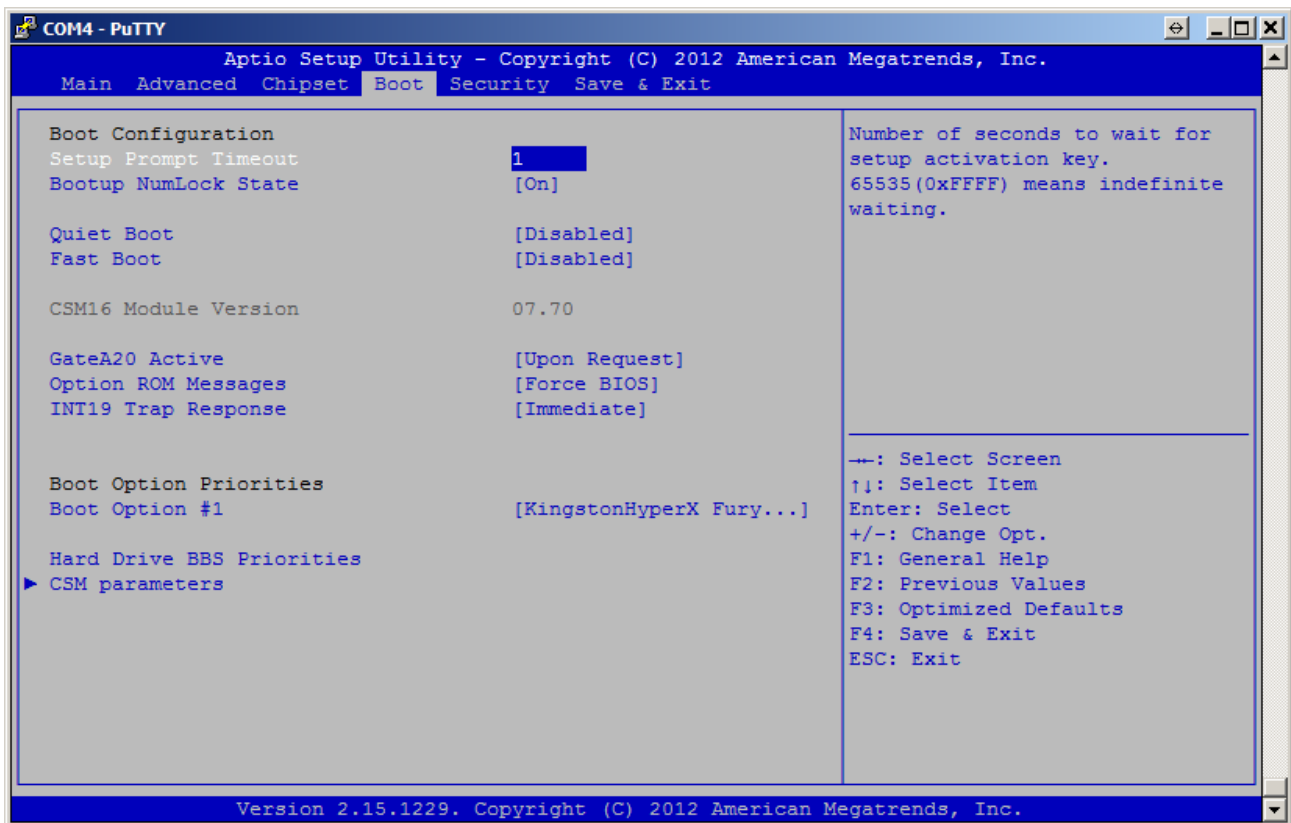 COM4 - PuTTY
Aptio Setup Utility - Copyright (C) 2012 American Megatrends, Inc.
Main Advanced Chipset Boot Security Save & Exit
Boot Configuration
Setup Prompt Timeout 1
Bootup NumLock State [On]
Quiet Boot [Disabled]
Fast Boot [Disabled]
CSM16 Module Version 07.70
GateA20 Active [Upon Request]
Option ROM Messages [Force BIOS]
INT19 Trap Response [Immediate]
Boot Option Priorities
Boot Option #1 [KingstonHyperX Fury...]
Hard Drive BBS Priorities
► CSM parameters
Number of seconds to wait for
setup activation key.
65535(0xFFFF) means indefinite
waiting.
→←: Select Screen
↑↓: Select Item
Enter: Select
+/-: Change Opt.
F1: General Help
F2: Previous Values
F3: Optimized Defaults
F4: Save & Exit
ESC: Exit
Version 2.15.1229. Copyright (C) 2012 American Megatrends, Inc.